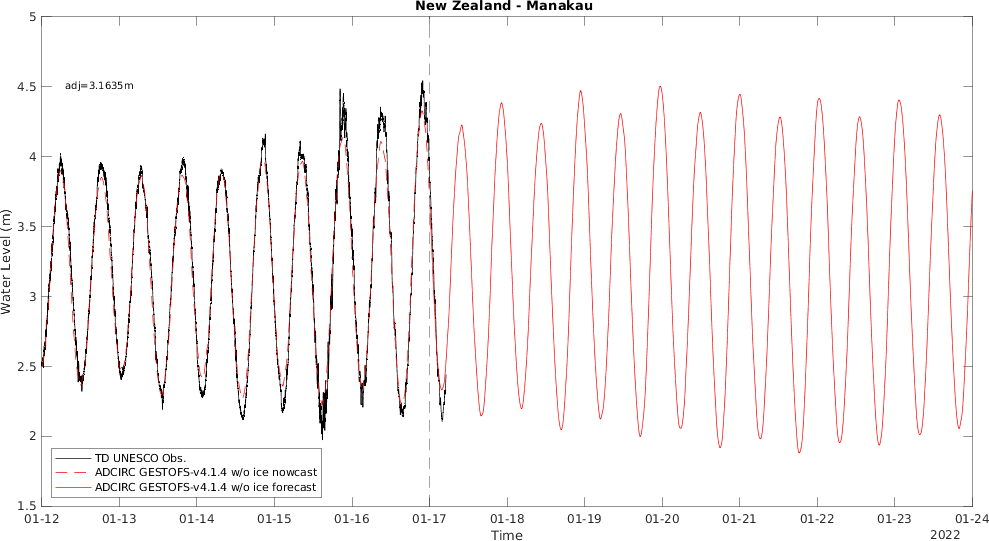 New Zealand - Manakau
5
4.5
4
3.5
3
2.5
2
1.5
Water Level (m)
adj=3.1635m
TD UNESCO Obs.
ADCIRC GESTOFS-v4.1.4 w/o ice nowcast
ADCIRC GESTOFS-v4.1.4 w/o ice forecast
01-12 01-13 01-14 01-15 01-16 01-17 01-18 01-19 01-20 01-21 01-22 01-23 01-24
Time
2022